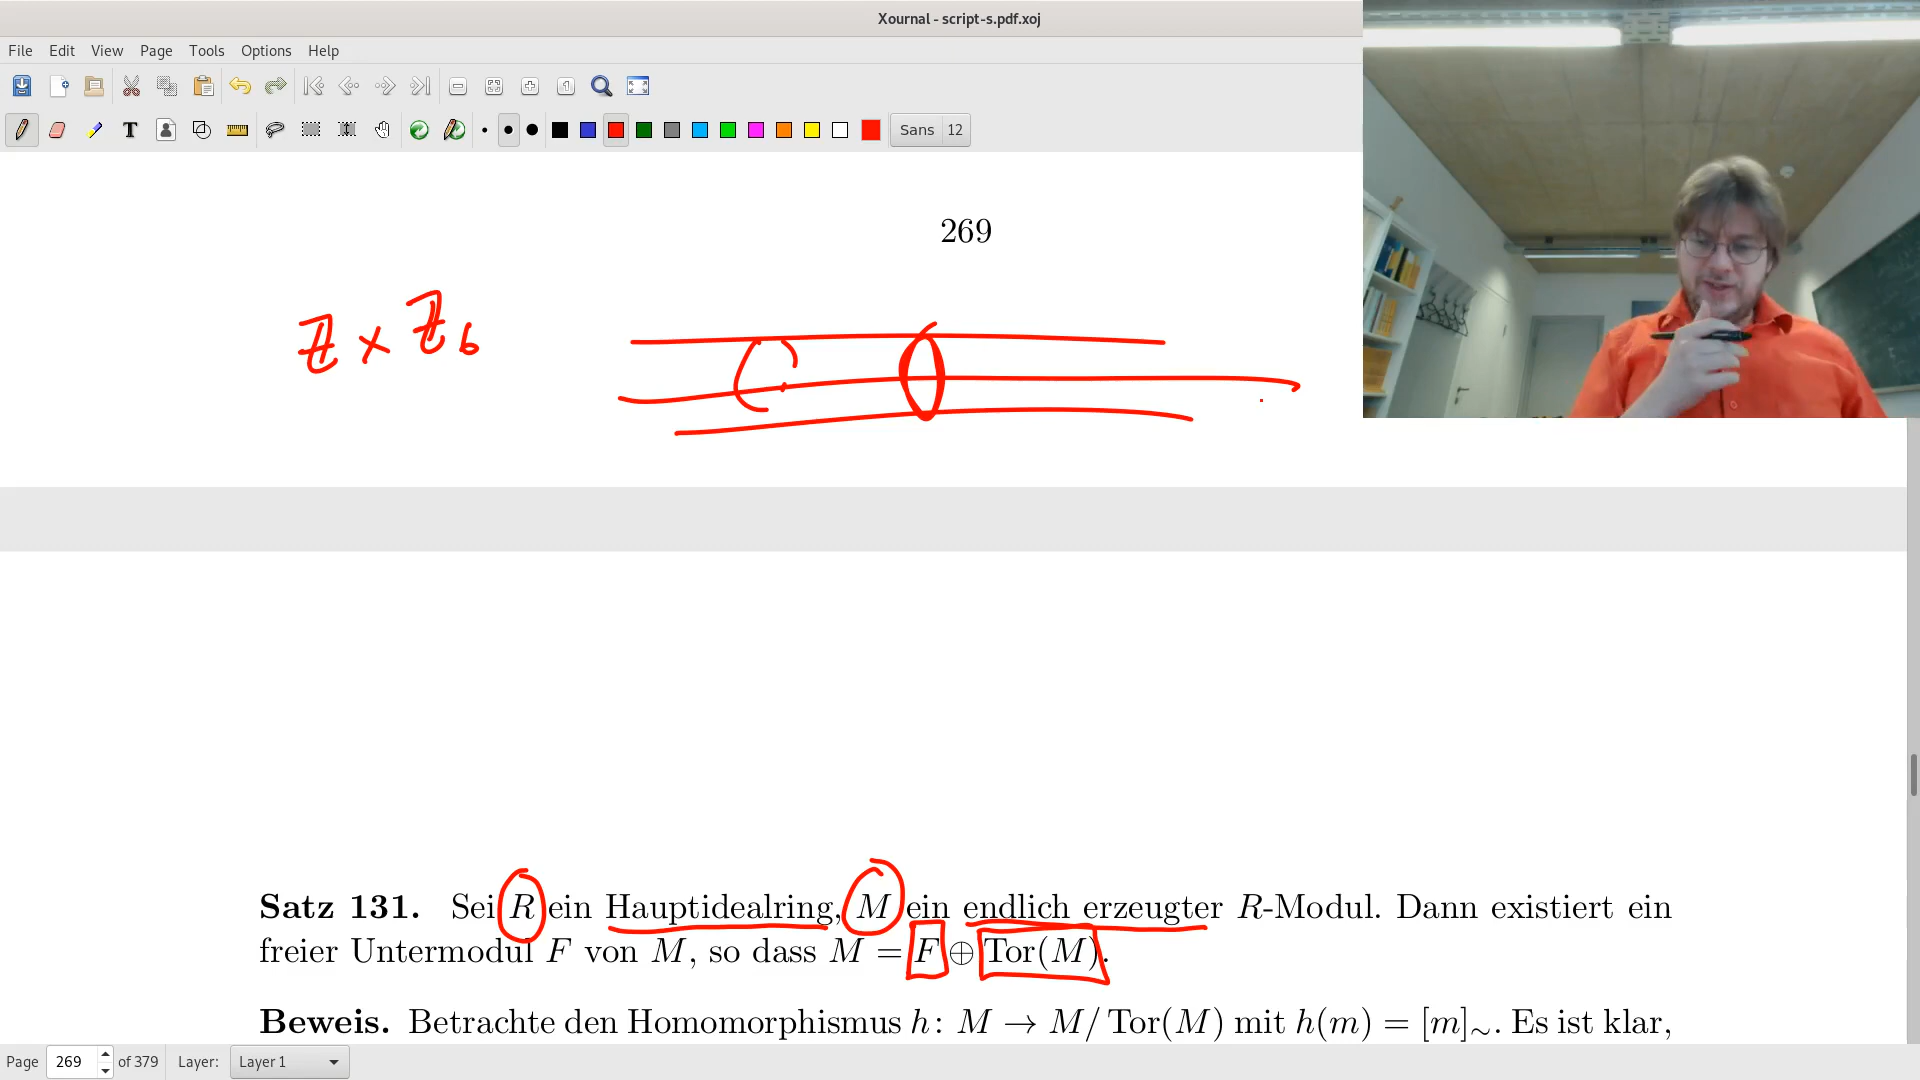 Xournal - script-s.pdf.xoj
File Edit View Page Tools Options Help
Sans 12
269
ℤ × ℤ₆
Satz 131. Sei R ein Hauptidealring, M ein endlich erzeugter R-Modul. Dann existiert ein
freier Untermodul F von M, so dass M = F ⊕ Tor(M).
Beweis. Betrachte den Homomorphismus h: M → M/ Tor(M) mit h(m) = [m]∼. Es ist klar,
Page 269 of 379 Layer: Layer 1